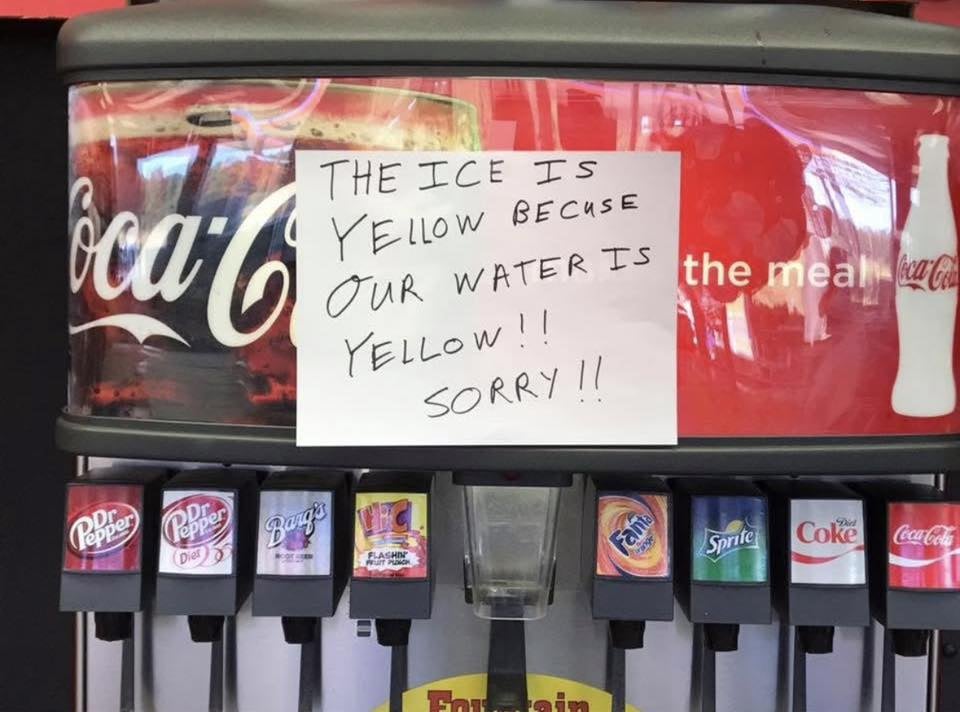 Coca-C
THE ICE IS
YEllOW BECUSE
OUR WATER IS
YELLOW!!
SORRY!!
the meal
Coca-Cola
Dr Pepper
Dr Pepper
Diet
Barq's
ROOT BEER
Hi-C
FLASHIN'
FRUIT PUNCH
Fanta
Sprite
Diet
Coke
Coca-Cola